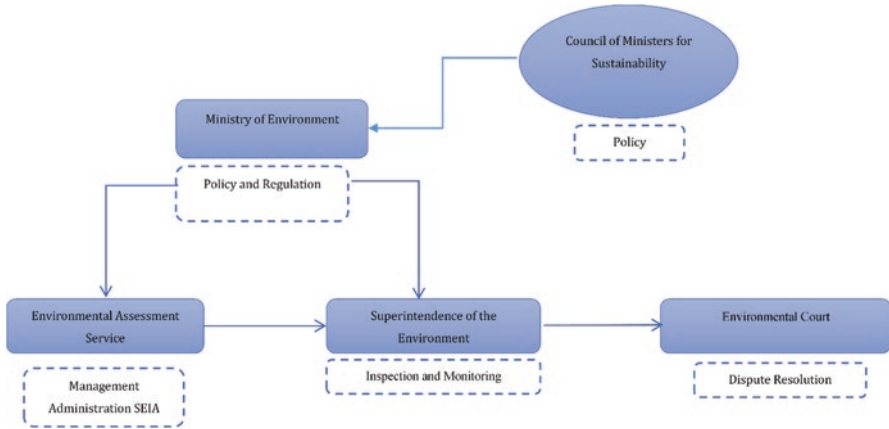 Council of Ministers for
Sustainability
Ministry of Environment
Policy
Policy and Regulation
Environmental Assessment
Service
Superintendence of the
Environment
Environmental Court
Management
Administration SEIA
Inspection and Monitoring
Dispute Resolution